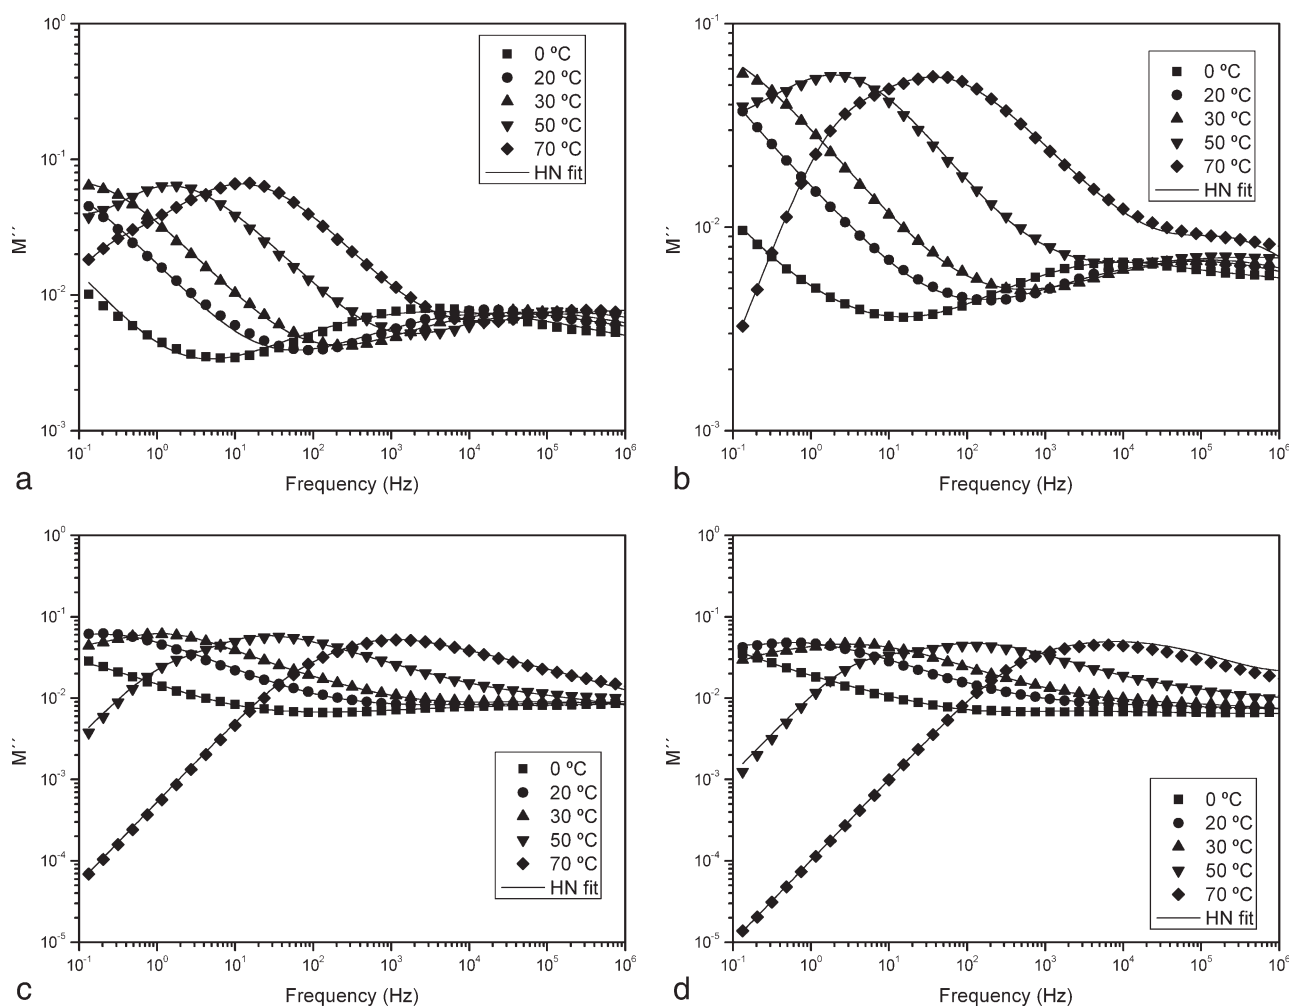 10⁰
10⁻¹
10⁻²
10⁻³
M´´
0 ºC
20 ºC
30 ºC
50 ºC
70 ºC
HN fit
10⁻¹ 10⁰ 10¹ 10² 10³ 10⁴ 10⁵ 10⁶
Frequency (Hz)
a
10⁻¹
10⁻²
10⁻³
M´´
0 ºC
20 ºC
30 ºC
50 ºC
70 ºC
HN fit
10⁻¹ 10⁰ 10¹ 10² 10³ 10⁴ 10⁵ 10⁶
Frequency (Hz)
b
10⁰
10⁻¹
10⁻²
10⁻³
10⁻⁴
10⁻⁵
M´´
0 ºC
20 ºC
30 ºC
50 ºC
70 ºC
HN fit
10⁻¹ 10⁰ 10¹ 10² 10³ 10⁴ 10⁵ 10⁶
Frequency (Hz)
c
10⁰
10⁻¹
10⁻²
10⁻³
10⁻⁴
10⁻⁵
M´´
0 ºC
20 ºC
30 ºC
50 ºC
70 ºC
HN fit
10⁻¹ 10⁰ 10¹ 10² 10³ 10⁴ 10⁵ 10⁶
Frequency (Hz)
d